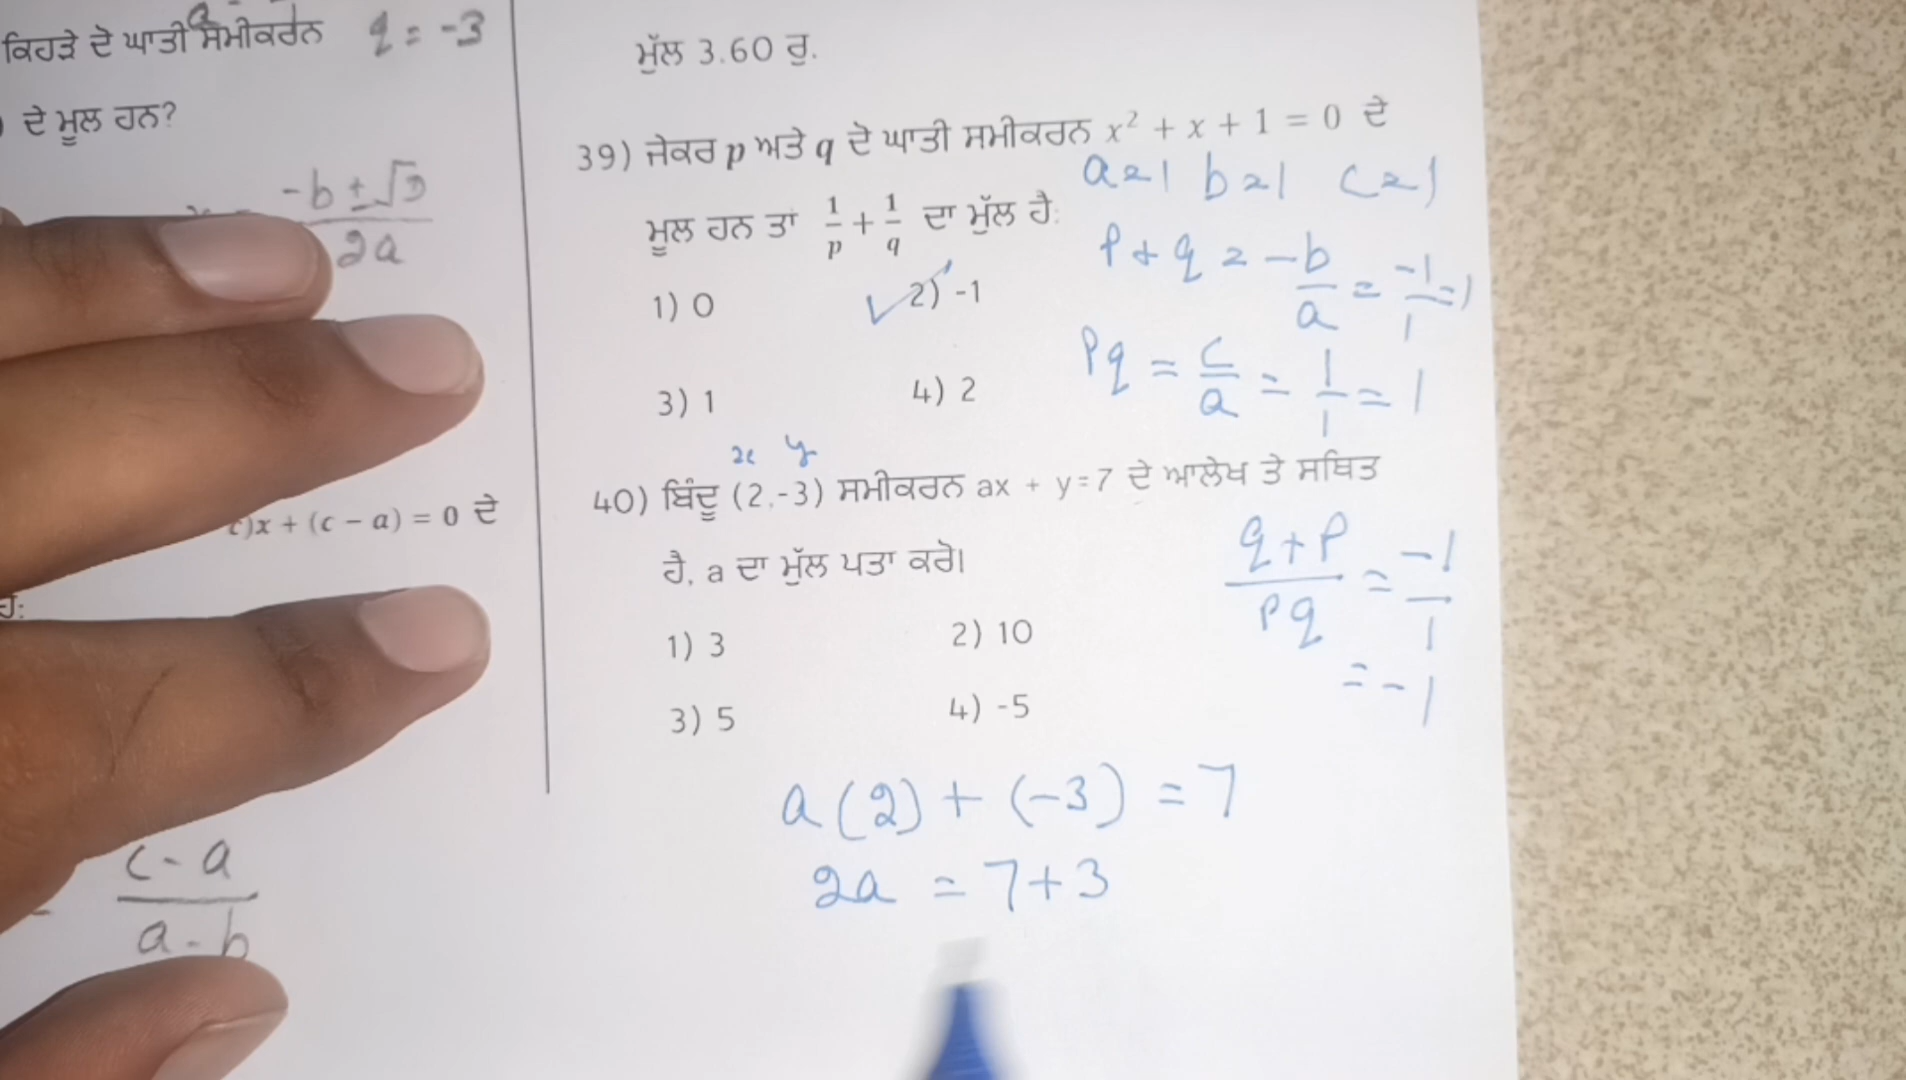 ਕਿਹੜੇ ਦੋ ਘਾਤੀ ਸਮੀਕਰਨ q = -3
ਦੇ ਮੂਲ ਹਨ?
-b ± √D
2a
)x + (c − a) = 0 ਦੇ
c - a
a - b
ਮੁੱਲ 3.60 ਰੁ.
39) ਜੇਕਰ p ਅਤੇ q ਦੋ ਘਾਤੀ ਸਮੀਕਰਨ x² + x + 1 = 0 ਦੇ
a=1 b=1 c=1
ਮੂਲ ਹਨ ਤਾਂ 1/p + 1/q ਦਾ ਮੁੱਲ ਹੈ:
p + q = -b/a = -1/1 = 1
1) 0 2) -1
pq = c/a = 1/1 = 1
3) 1 4) 2
x y
40) ਬਿੰਦੂ (2,-3) ਸਮੀਕਰਨ ax + y=7 ਦੇ ਆਲੇਖ ਤੇ ਸਥਿਤ
ਹੈ, a ਦਾ ਮੁੱਲ ਪਤਾ ਕਰੋ।
q+p/pq = -1/1
= -1
1) 3 2) 10
3) 5 4) -5
a(2) + (-3) = 7
2a = 7+3